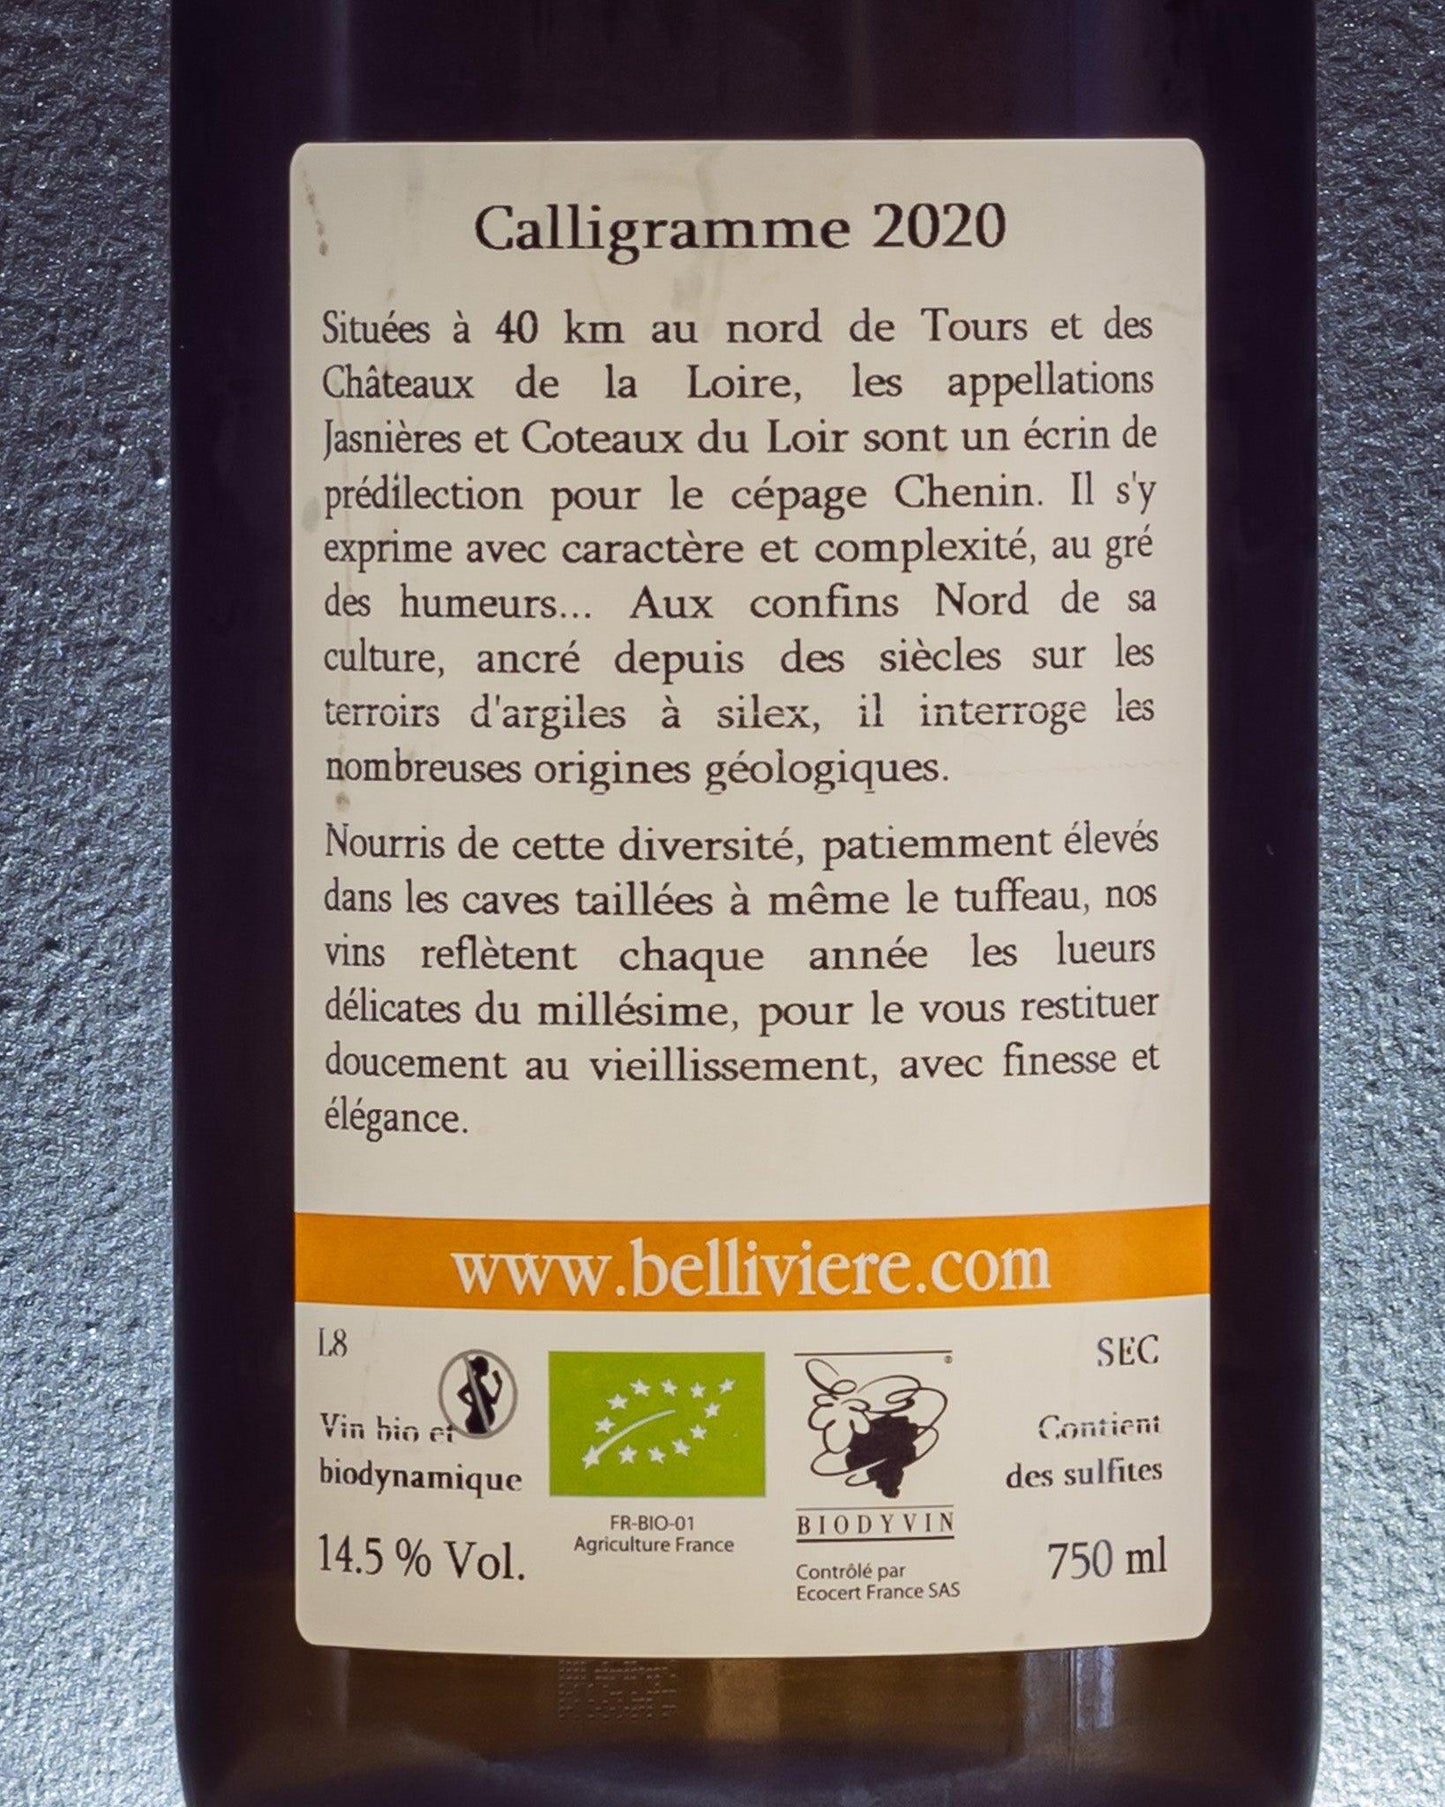 Calligramme 2020
Situées à 40 km au nord de Tours et des
Châteaux de la Loire, les appellations
Jasnières et Coteaux du Loir sont un écrin de
prédilection pour le cépage Chenin. Il s'y
exprime avec caractère et complexité, au gré
des humeurs... Aux confins Nord de sa
culture, ancré depuis des siècles sur les
terroirs d'argiles à silex, il interroge les
nombreuses origines géologiques.
Nourris de cette diversité, patiemment élevés
dans les caves taillées à même le tuffeau, nos
vins reflètent chaque année les lueurs
délicates du millésime, pour le vous restituer
doucement au vieillissement, avec finesse et
élégance.
www.belliviere.com
L8
Vin bio et
biodynamique
14.5 % Vol.
FR-BIO-01
Agriculture France
®
BIODYVIN
Contrôlé par
Ecocert France SAS
SEC
Contient
des sulfites
750 ml